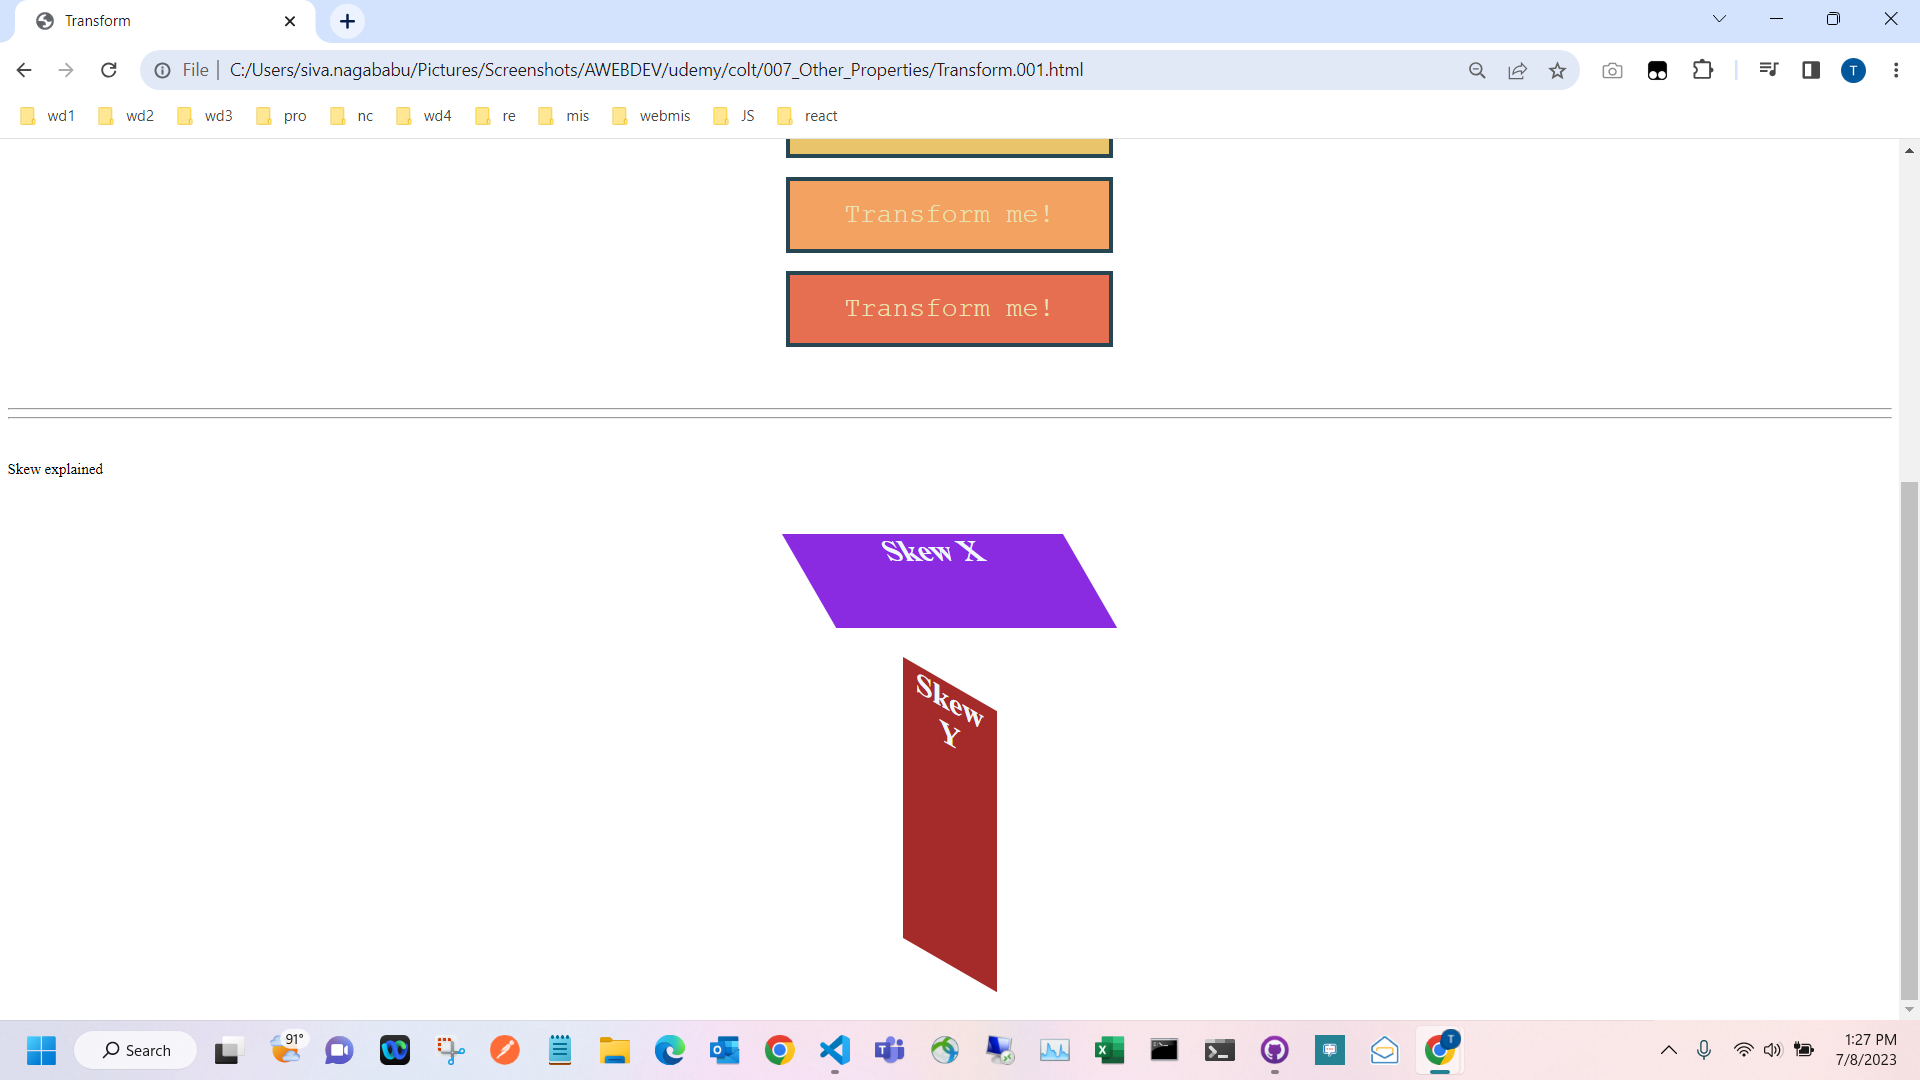 Transform
File
C:/Users/siva.nagababu/Pictures/Screenshots/AWEBDEV/udemy/colt/007_Other_Properties/Transform.001.html
T
wd1 wd2 wd3 pro nc wd4 re mis webmis JS react
Transform me!
Transform me!
Skew explained
Skew X
Skew
Y
91°
Search
T
1:27 PM
7/8/2023